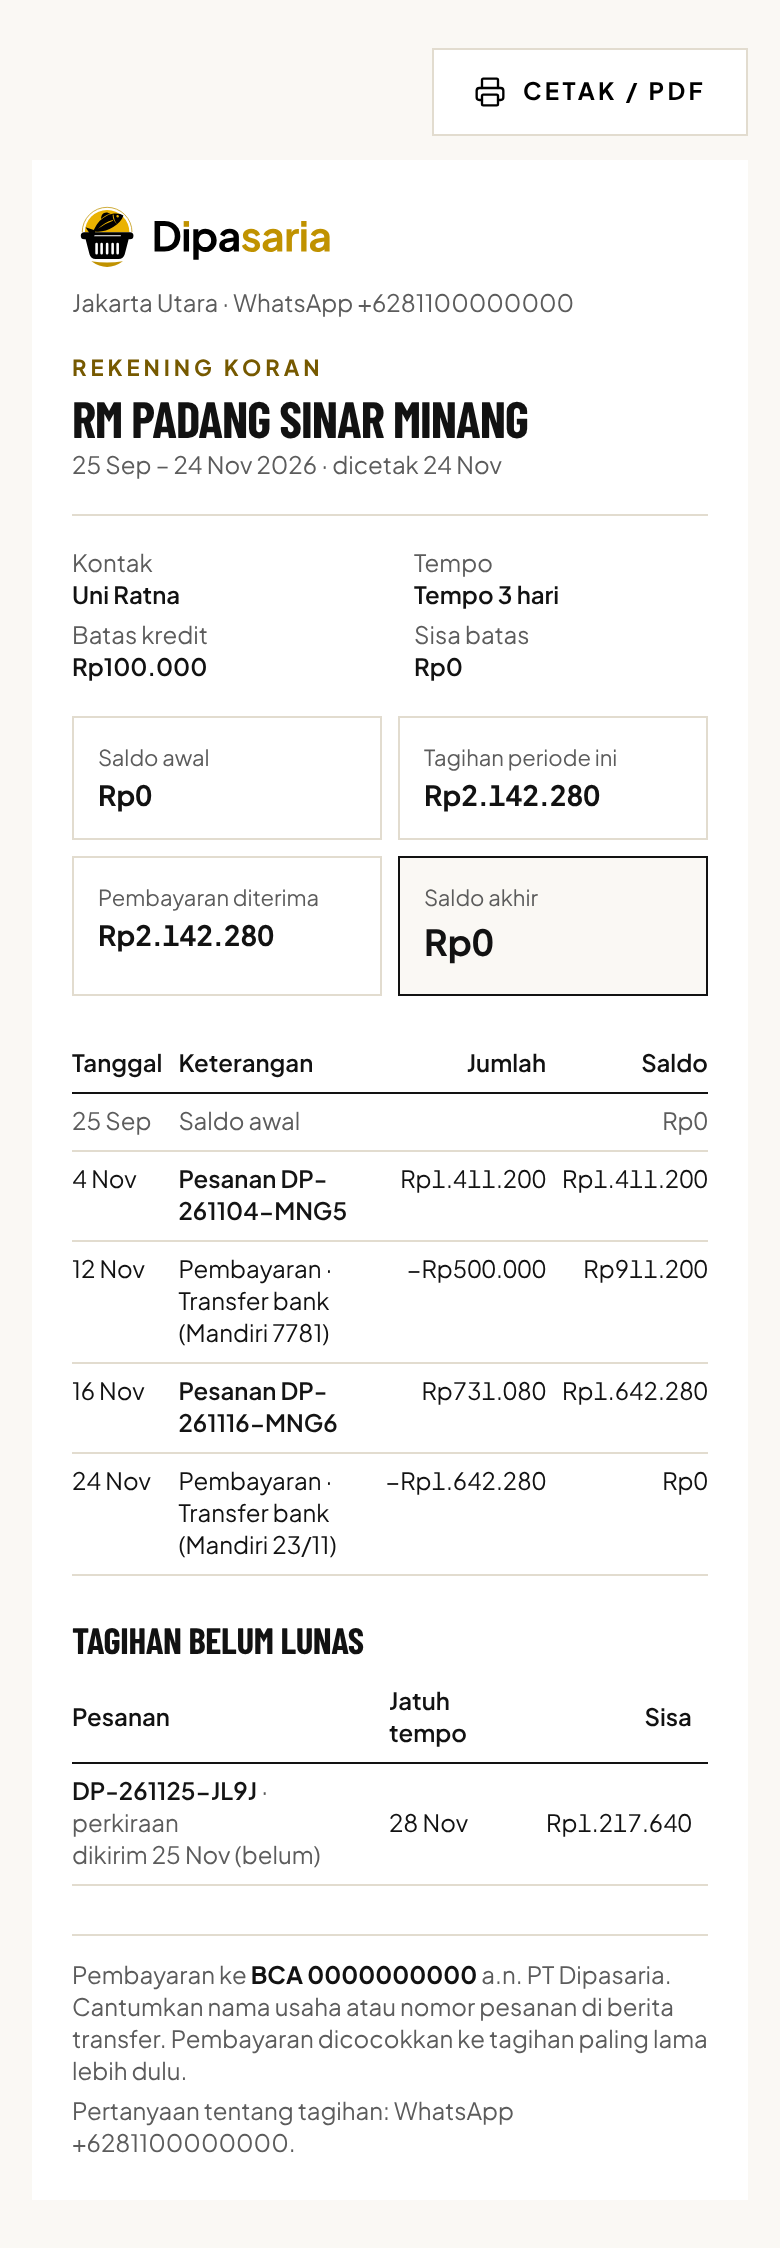 CETAK / PDF
Dipasaria
Jakarta Utara · WhatsApp +6281100000000
REKENING KORAN
RM PADANG SINAR MINANG
25 Sep – 24 Nov 2026 · dicetak 24 Nov
Kontak Tempo
Uni Ratna Tempo 3 hari
Batas kredit Sisa batas
Rp100.000 Rp0
Saldo awal Tagihan periode ini
Rp0 Rp2.142.280
Pembayaran diterima Saldo akhir
Rp2.142.280 Rp0
Tanggal Keterangan Jumlah Saldo
25 Sep Saldo awal Rp0
4 Nov Pesanan DP- Rp1.411.200 Rp1.411.200
261104-MNG5
12 Nov Pembayaran · −Rp500.000 Rp911.200
Transfer bank
(Mandiri 7781)
16 Nov Pesanan DP- Rp731.080 Rp1.642.280
261116-MNG6
24 Nov Pembayaran · −Rp1.642.280 Rp0
Transfer bank
(Mandiri 23/11)
TAGIHAN BELUM LUNAS
Pesanan Jatuh tempo Sisa
DP-261125-JL9J ·
perkiraan 28 Nov Rp1.217.640
dikirim 25 Nov (belum)
Pembayaran ke BCA 0000000000 a.n. PT Dipasaria.
Cantumkan nama usaha atau nomor pesanan di berita
transfer. Pembayaran dicocokkan ke tagihan paling lama
lebih dulu.
Pertanyaan tentang tagihan: WhatsApp
+6281100000000.